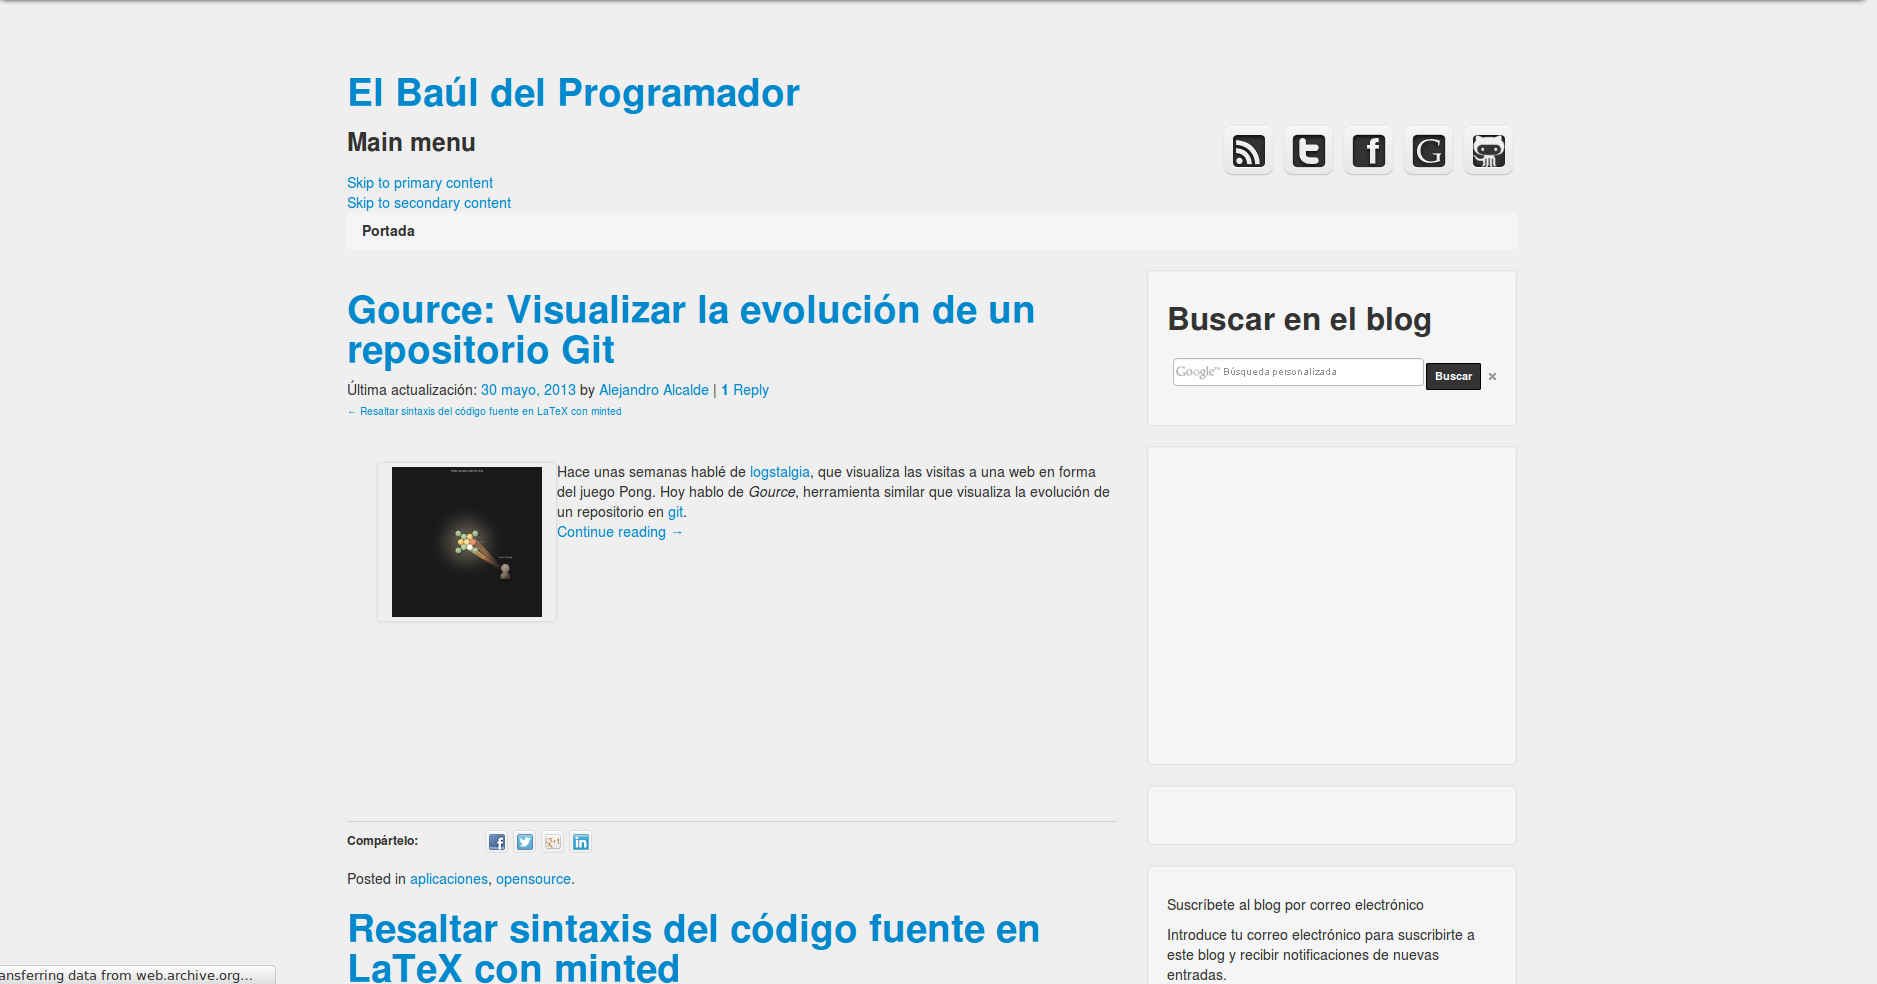 El Baúl del Programador
Main menu
Skip to primary content
Skip to secondary content
Portada
Gource: Visualizar la evolución de un
repositorio Git
Última actualización: 30 mayo, 2013 by Alejandro Alcalde | 1 Reply
← Resaltar sintaxis del código fuente en LaTeX con minted
Hace unas semanas hablé de logstalgia, que visualiza las visitas a una web en forma
del juego Pong. Hoy hablo de Gource, herramienta similar que visualiza la evolución de
un repositorio en git.
Continue reading →
Compártelo:
Posted in aplicaciones, opensource.
Resaltar sintaxis del código fuente en
LaTeX con minted
Buscar en el blog
Google™ Búsqueda personalizada
Buscar
×
Suscríbete al blog por correo electrónico
Introduce tu correo electrónico para suscribirte a
este blog y recibir notificaciones de nuevas
entradas.
ansferring data from web.archive.org...